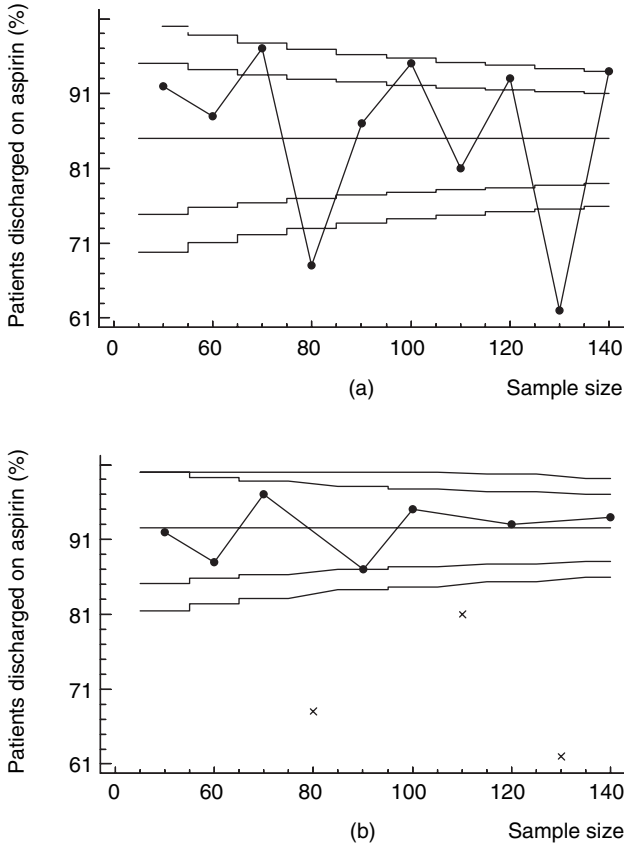 Patients discharged on aspirin (%)
91
81
71
61
0 60 80 100 120 140
(a) Sample size
Patients discharged on aspirin (%)
91
81
71
61
0 60 80 100 120 140
(b) Sample size